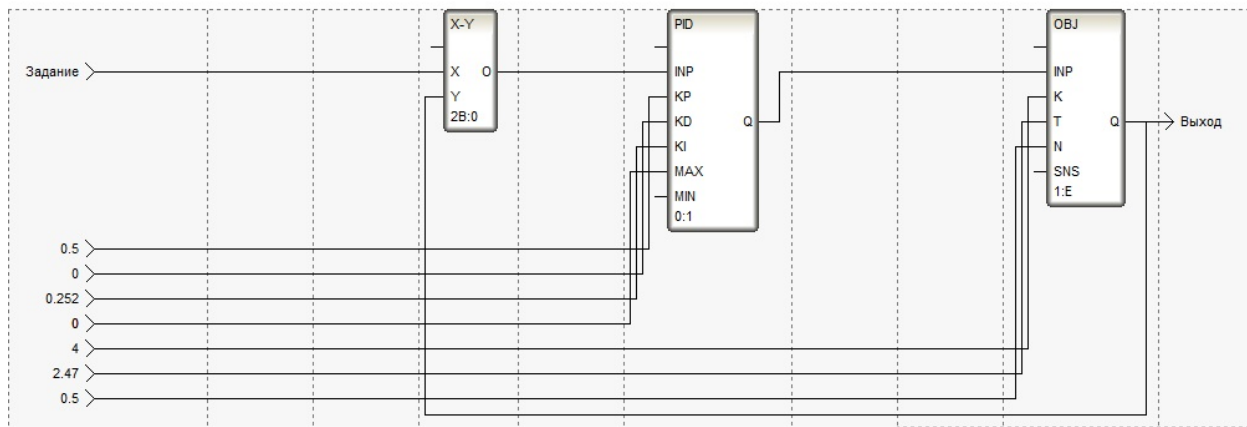 X-Y
PID
OBJ
Задание
X O
INP
INP
Y
KP
K
2B:0
KD Q
T Q
Выход
KI
N
MAX
SNS
MIN
1:E
0:1
0.5
0
0.252
0
4
2.47
0.5